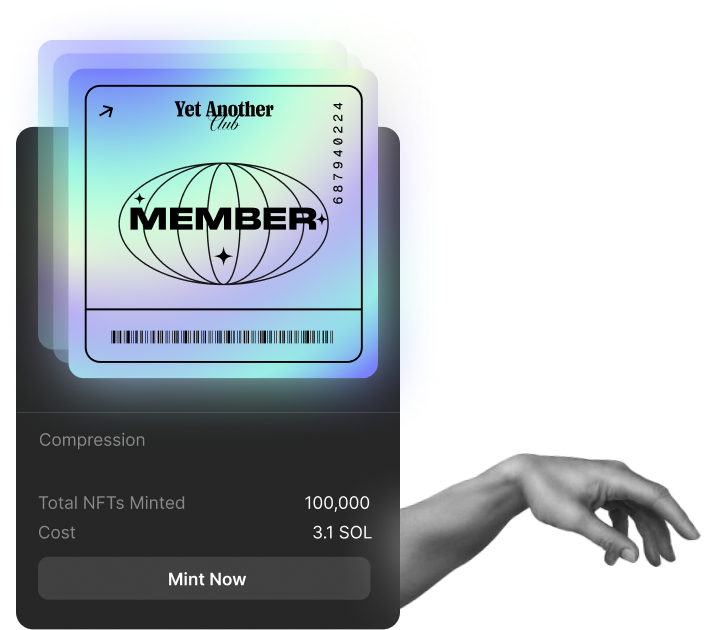 Yet Another
Club
687940224
MEMBER
Compression
Total NFTs Minted 100,000
Cost 3.1 SOL
Mint Now